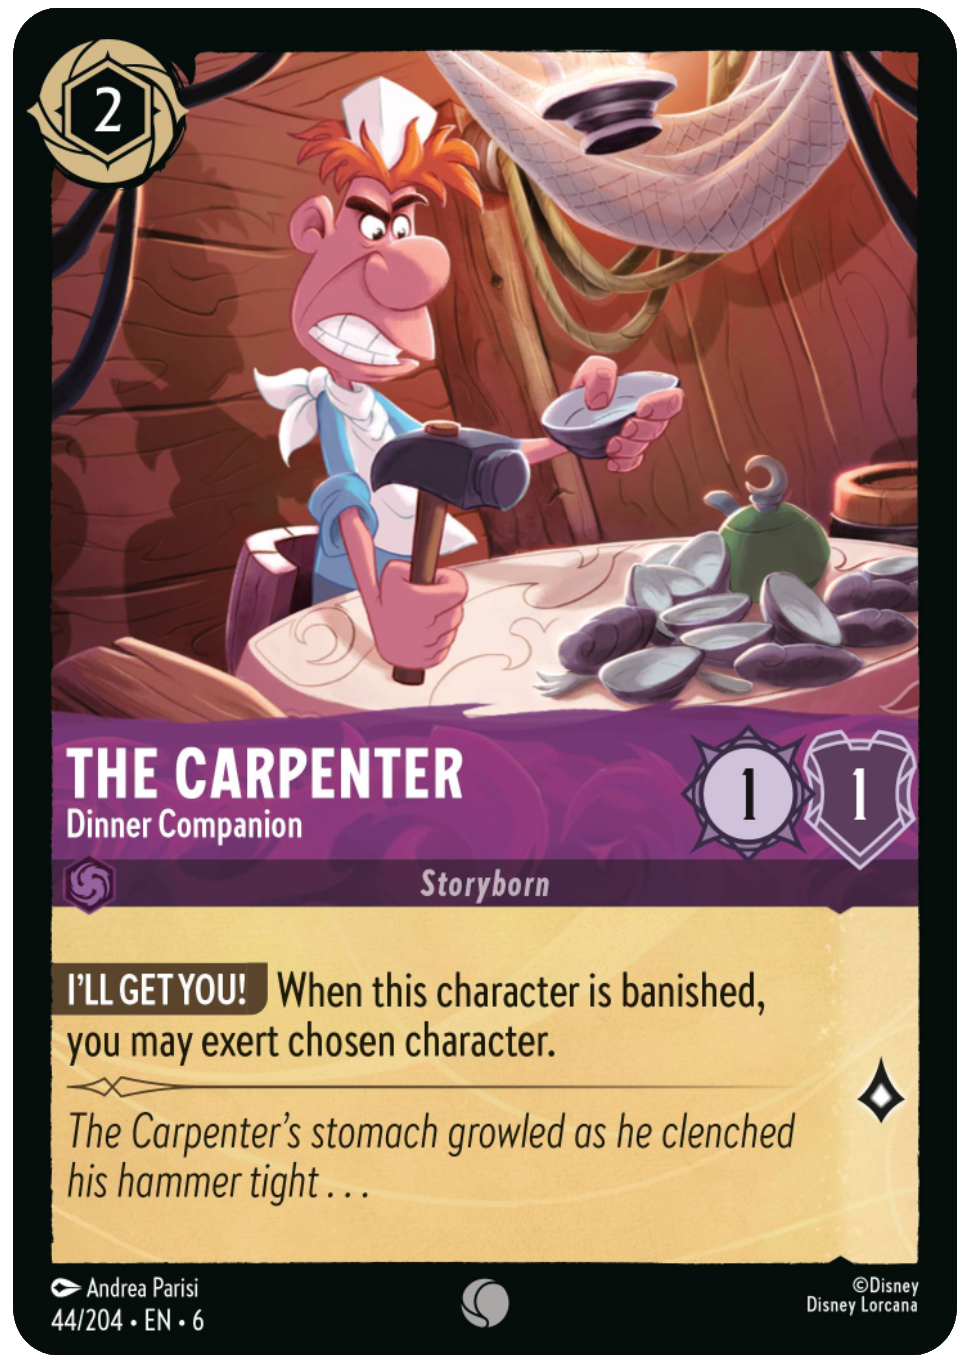 2
THE CARPENTER
Dinner Companion
1 1
Storyborn
I'LL GET YOU! When this character is banished,
you may exert chosen character.
The Carpenter's stomach growled as he clenched
his hammer tight . . .
Andrea Parisi
44/204 • EN • 6
©Disney
Disney Lorcana